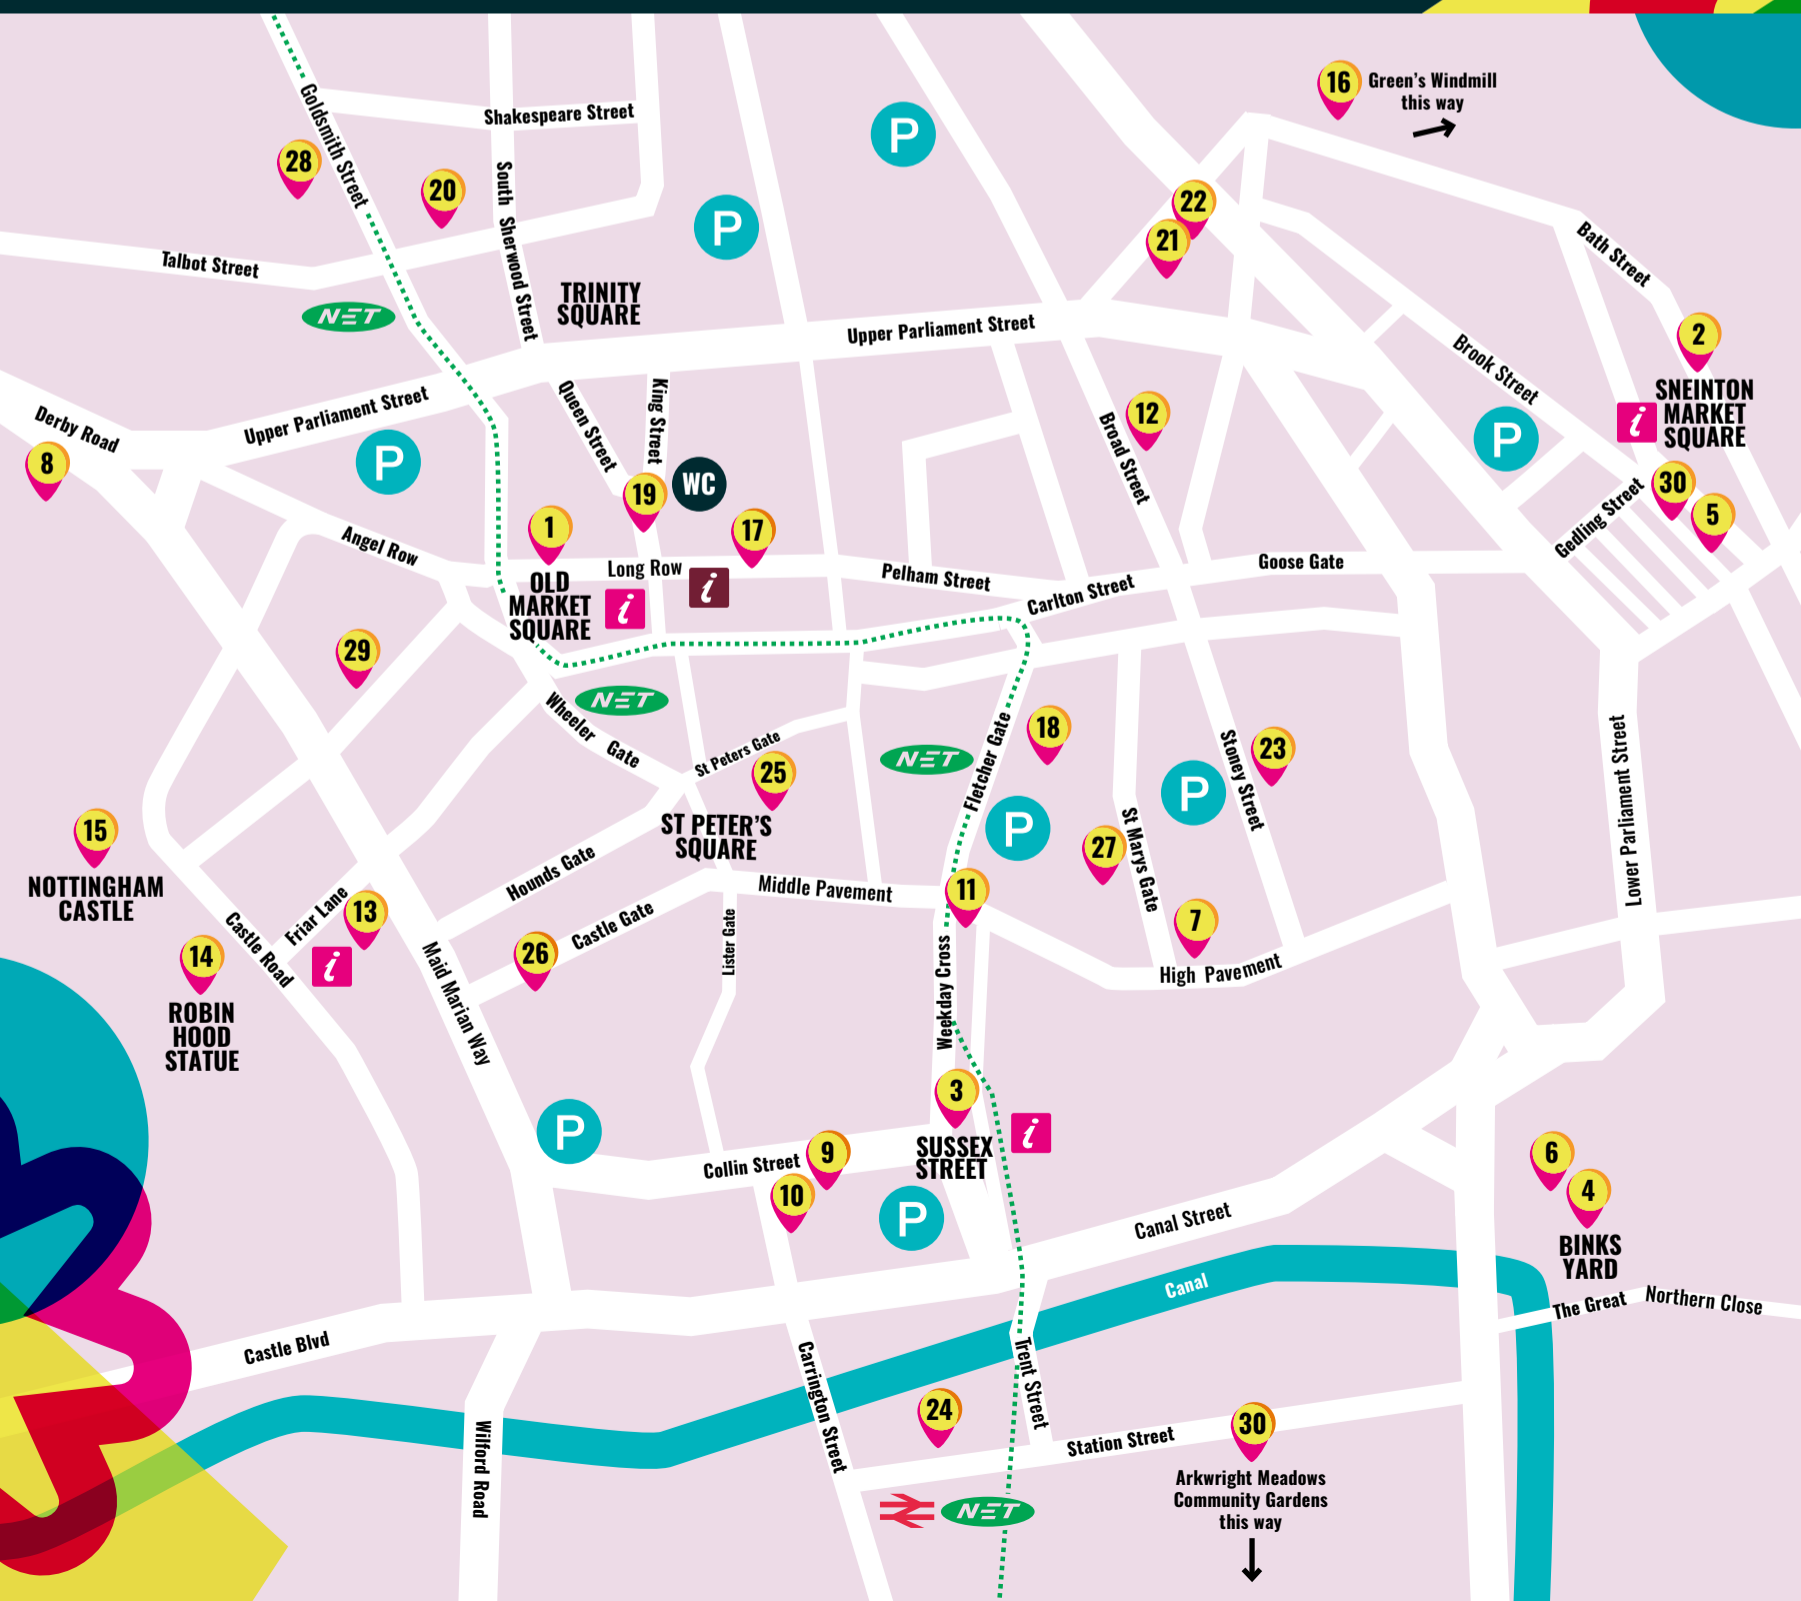 16
Green's Windmill
this way
Goldsmith Street
Shakespeare Street
P
28
20
South Sherwood Street
P
22
21
Talbot Street
Bath Street
NET
TRINITY
SQUARE
Upper Parliament Street
2
SNEINTON
MARKET
SQUARE
i
Brook Street
Derby Road
Upper Parliament Street
Queen Street
King Street
Broad Street
12
P
8
P
19
WC
30
5
Gedling Street
1
17
Angel Row
Long Row
i
Pelham Street
Goose Gate
OLD
MARKET
SQUARE
i
Carlton Street
29
NET
Wheeler Gate
St Peters Gate
25
NET
Fletcher Gate
18
Stoney Street
23
Lower Parliament Street
P
P
15
NOTTINGHAM
CASTLE
ST PETER'S
SQUARE
27
St Marys Gate
Hounds Gate
Middle Pavement
11
7
Friar Lane
13
Castle Gate
Lister Gate
26
Castle Road
i
14
ROBIN
HOOD
STATUE
Maid Marian Way
Weekday Cross
High Pavement
3
SUSSEX
STREET
i
P
Collin Street
9
10
P
6
4
BINKS
YARD
Canal Street
Canal
The Great Northern Close
Castle Blvd
Carrington Street
Trent Street
24
30
Station Street
Wilford Road
NET
Arkwright Meadows
Community Gardens
this way